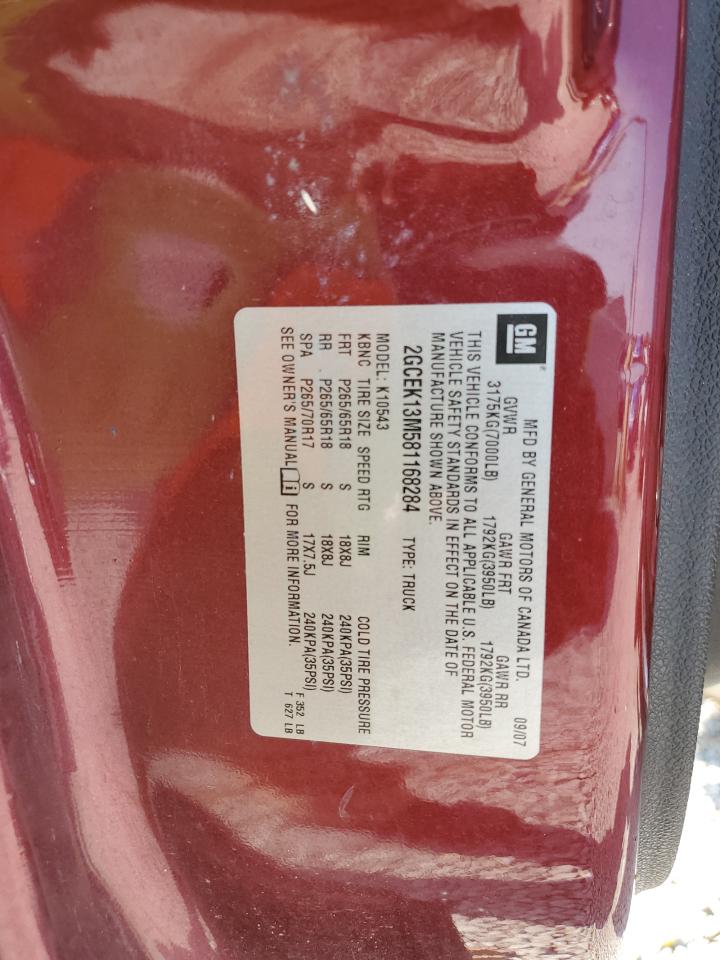 GM
MFD BY GENERAL MOTORS OF CANADA LTD. 09/07
GVWR GAWR FRT GAWR RR
3175KG(7000LB) 1792KG(3950LB) 1792KG(3950LB)
THIS VEHICLE CONFORMS TO ALL APPLICABLE U.S. FEDERAL MOTOR
VEHICLE SAFETY STANDARDS IN EFFECT ON THE DATE OF
MANUFACTURE SHOWN ABOVE.
2GCEK13M581168284 TYPE: TRUCK
MODEL: K10543
KBNC TIRE SIZE SPEED RTG RIM COLD TIRE PRESSURE
FRT P265/65R18 S 18X8J 240KPA(35PSI)
RR P265/65R18 S 18X8J 240KPA(35PSI)
SPA P265/70R17 S 17X7.5J 240KPA(35PSI)
SEE OWNER'S MANUAL FOR MORE INFORMATION.
F 352 LB
T 627 LB